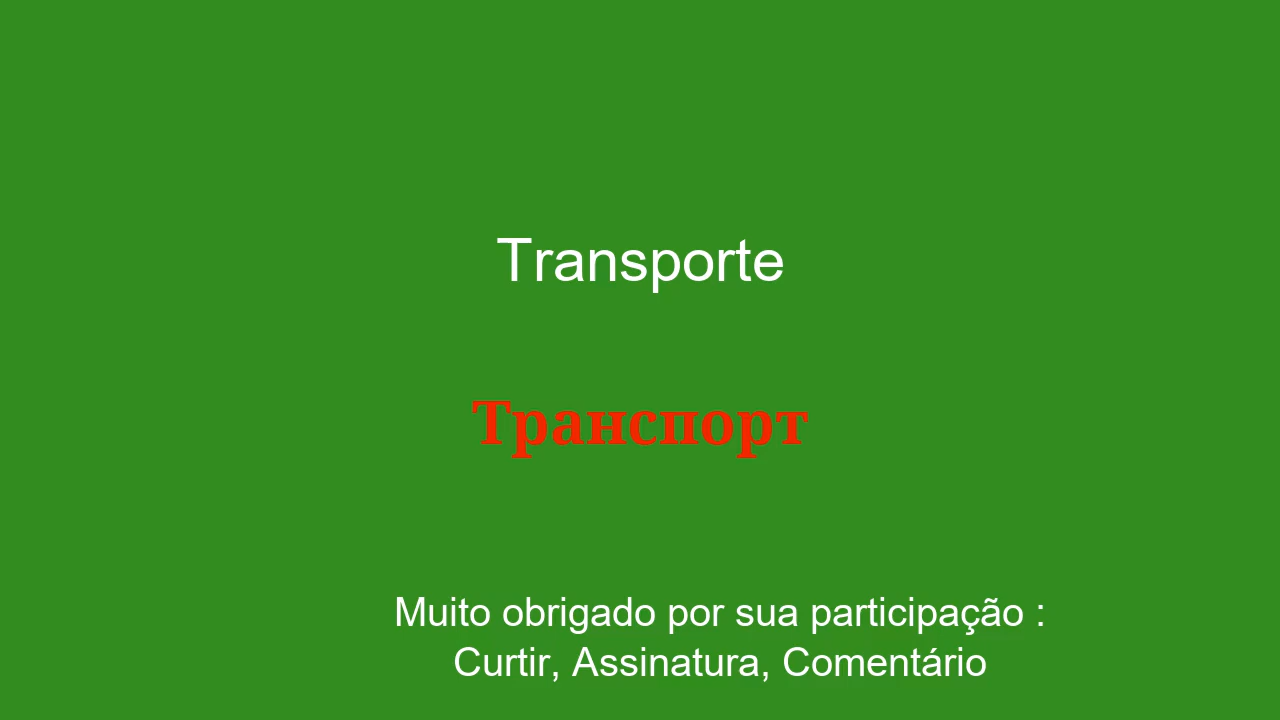 Transporte
Транспорт
Muito obrigado por sua participação :
Curtir, Assinatura, Comentário